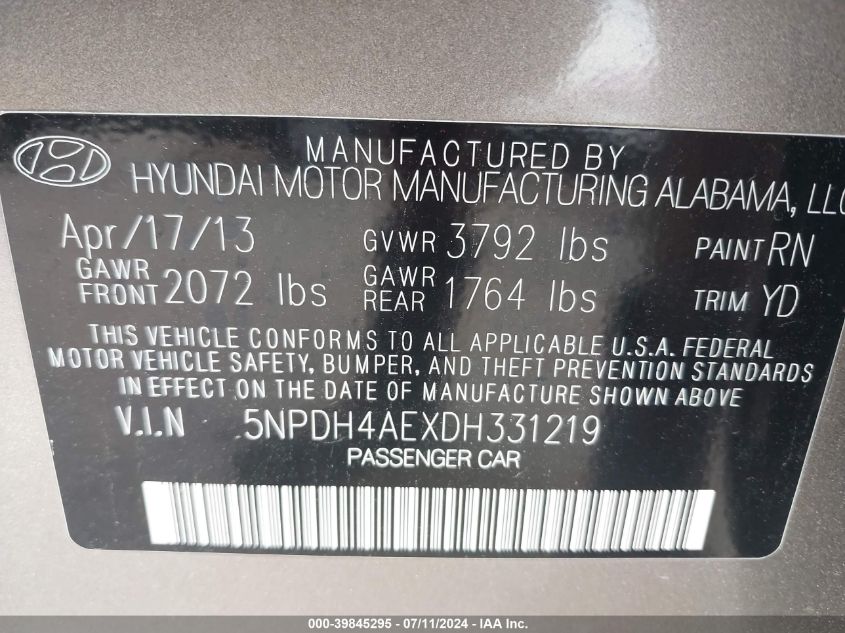 MANUFACTURED BY
HYUNDAI MOTOR MANUFACTURING ALABAMA, LLC
Apr/17/13 GVWR 3792 lbs PAINT RN
GAWR FRONT 2072 lbs GAWR REAR 1764 lbs TRIM YD
THIS VEHICLE CONFORMS TO ALL APPLICABLE U.S.A. FEDERAL
MOTOR VEHICLE SAFETY, BUMPER, AND THEFT PREVENTION STANDARDS
IN EFFECT ON THE DATE OF MANUFACTURE SHOWN ABOVE
V.I.N 5NPDH4AEXDH331219
PASSENGER CAR
000-39845295 - 07/11/2024 - IAA Inc.